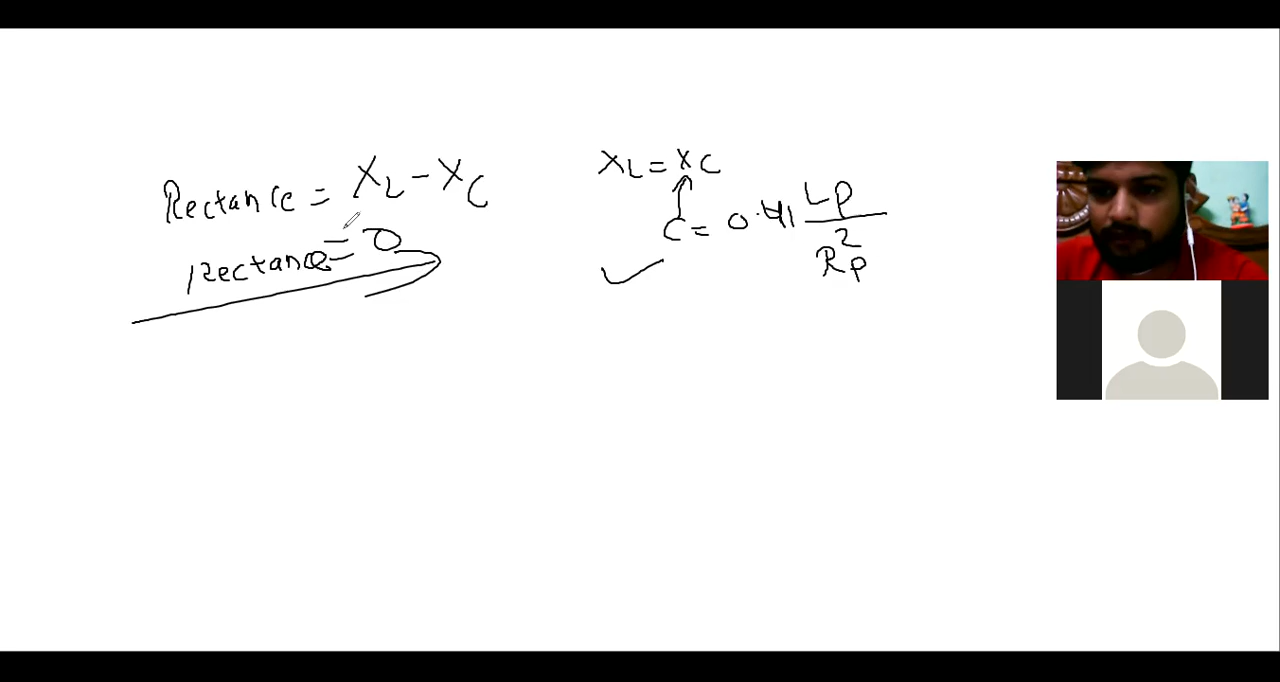 Rectance = XL - XC
= 0
Rectance =
XL = XC
C = 0.41 Lp / Rp²